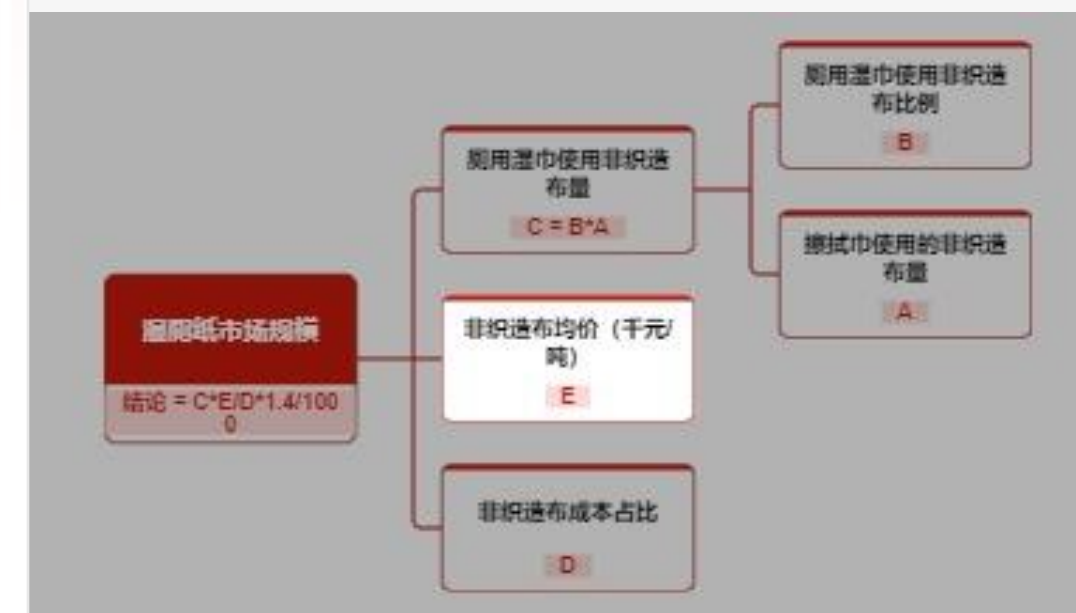 厕用湿巾使用非织造
布比例
B
厕用湿巾使用非织造
布量
C = B*A
擦拭巾使用的非织造
布量
A
湿厕纸市场规模
结论 = C*E/D*1.4/100
0
非织造布均价（千元/
吨）
E
非织造布成本占比
D